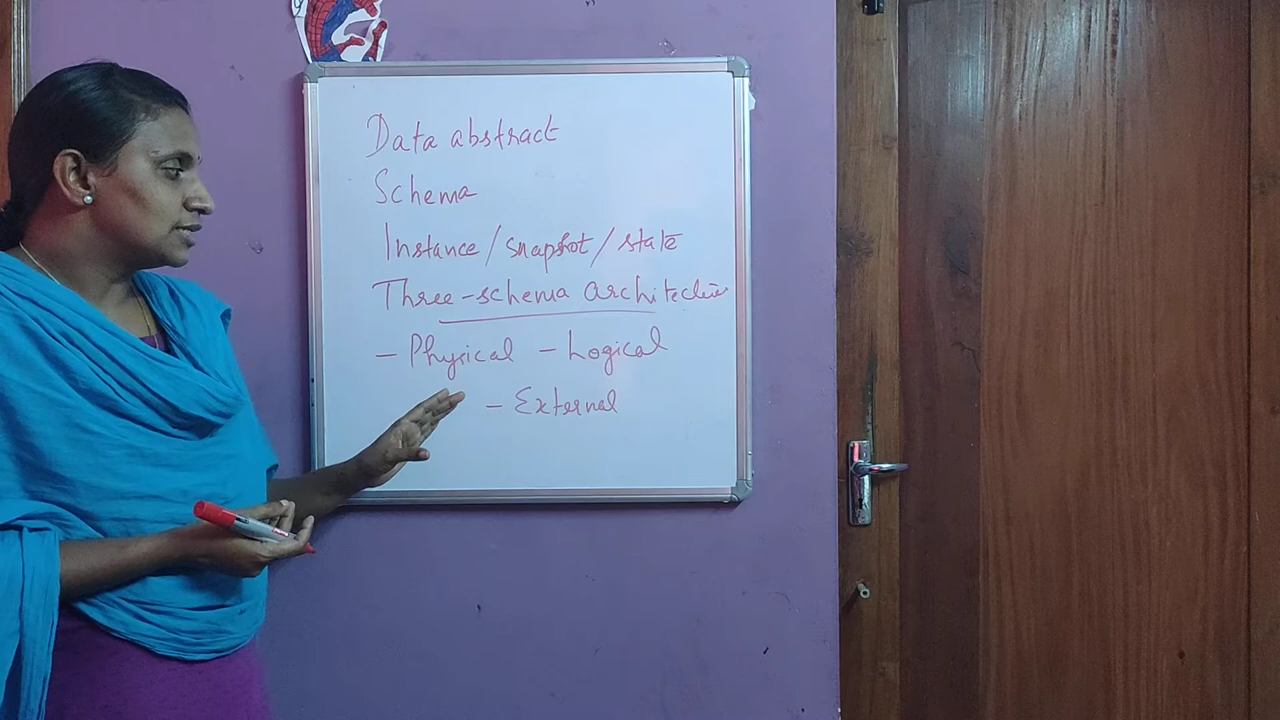 Data abstract
Schema
Instance/snapshot/state
Three-schema architecture
- Physical - Logical
- External